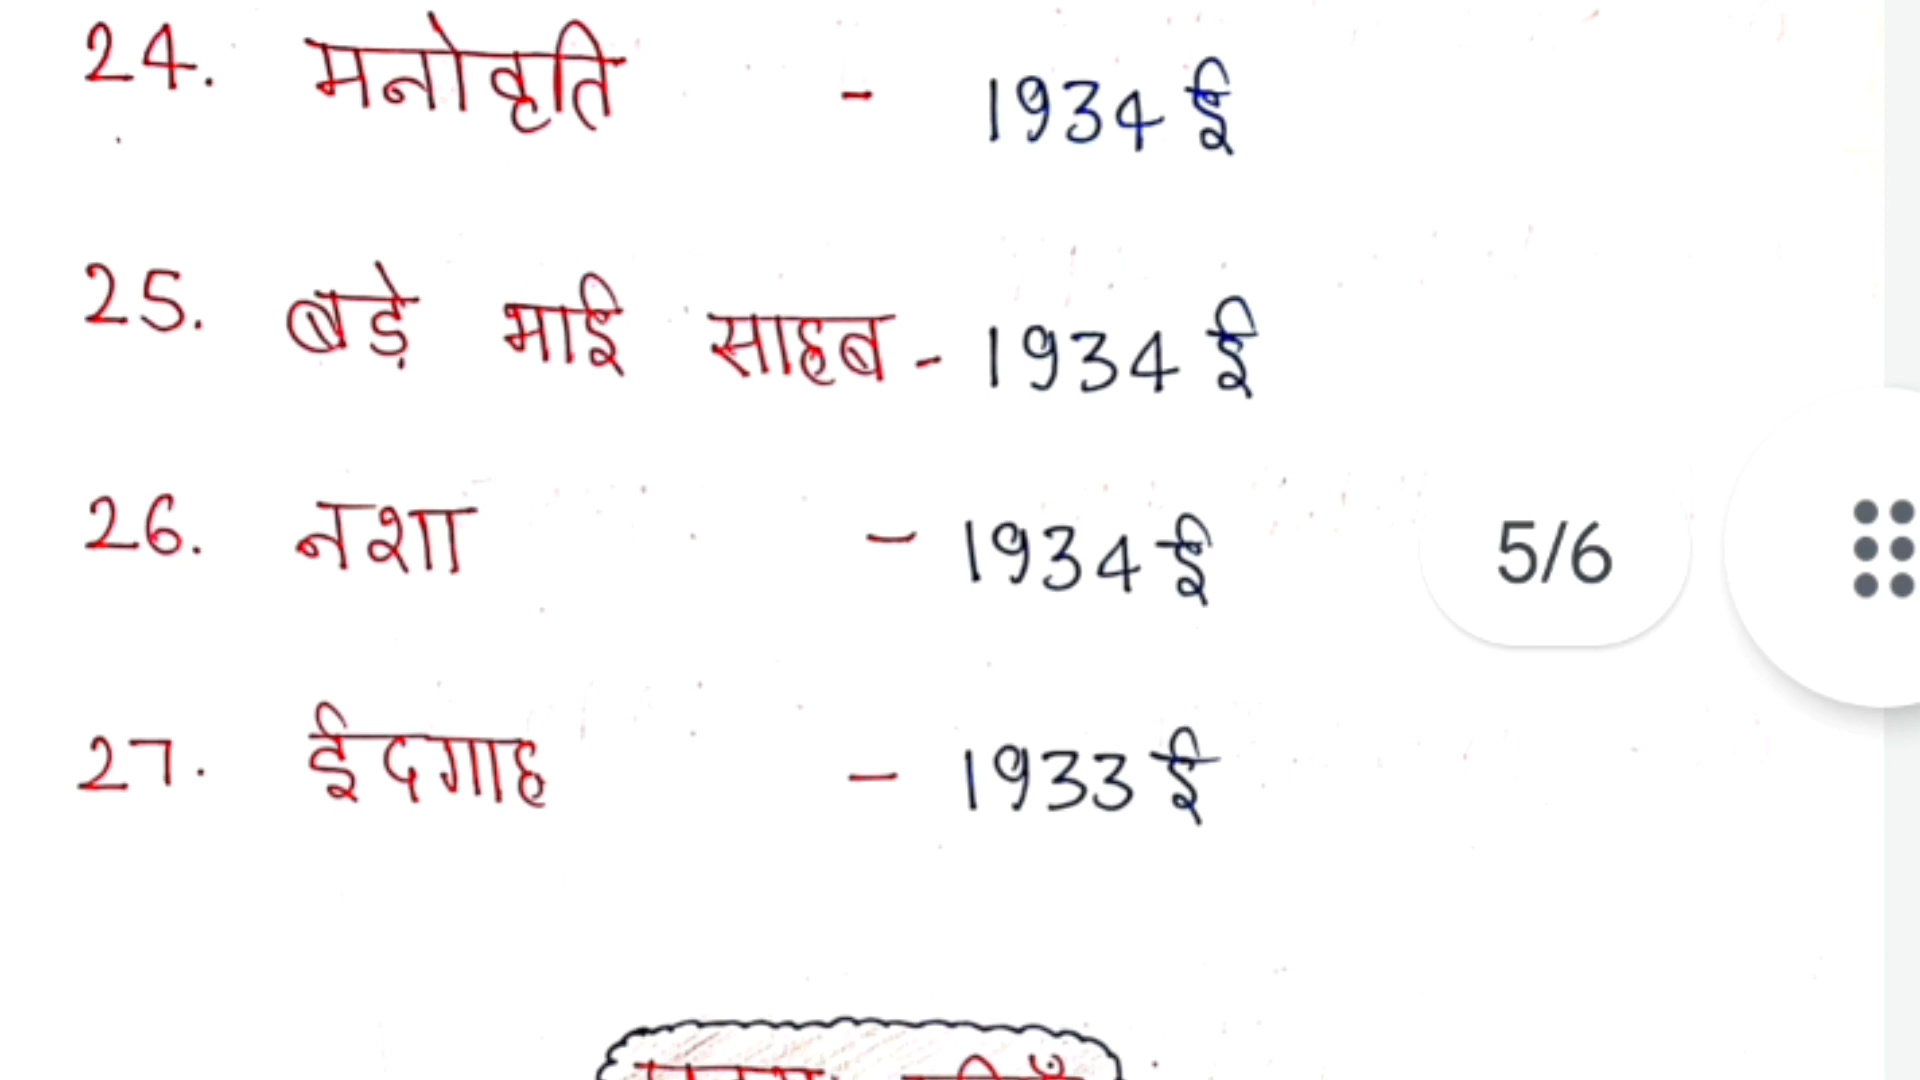 24. मनोवृति - 1934 ई
25. बड़े भाई साहब - 1934 ई
26. नशा - 1934 ई
5/6
27. ईदगाह - 1933 ई